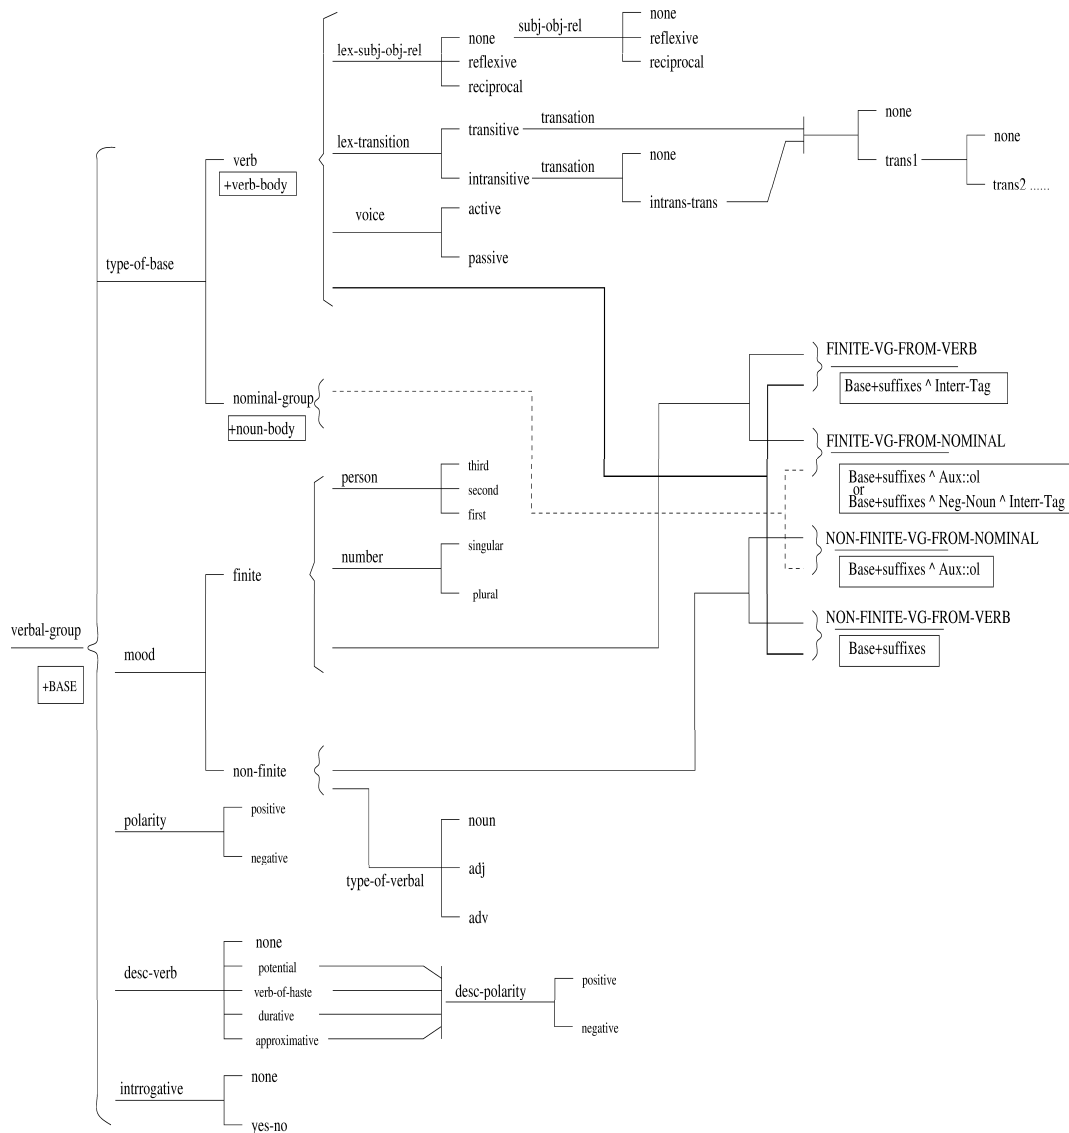 none
subj-obj-rel
none
reflexive
lex-subj-obj-rel
reflexive
reciprocal
reciprocal
none
transation
transitive
none
lex-transition
none
transation
verb
trans1
+verb-body
intransitive
trans2 ......
intrans-trans
active
voice
passive
type-of-base
FINITE-VG-FROM-VERB
Base+suffixes ^ Interr-Tag
nominal-group
+noun-body
FINITE-VG-FROM-NOMINAL
person
third
Base+suffixes ^ Aux::ol
second
or
Base+suffixes ^ Neg-Noun ^ Interr-Tag
first
NON-FINITE-VG-FROM-NOMINAL
singular
number
Base+suffixes ^ Aux::ol
finite
plural
NON-FINITE-VG-FROM-VERB
verbal-group
Base+suffixes
mood
+BASE
non-finite
positive
polarity
noun
negative
adj
type-of-verbal
adv
none
potential
desc-verb
positive
verb-of-haste
desc-polarity
durative
negative
approximative
none
intrrogative
yes-no